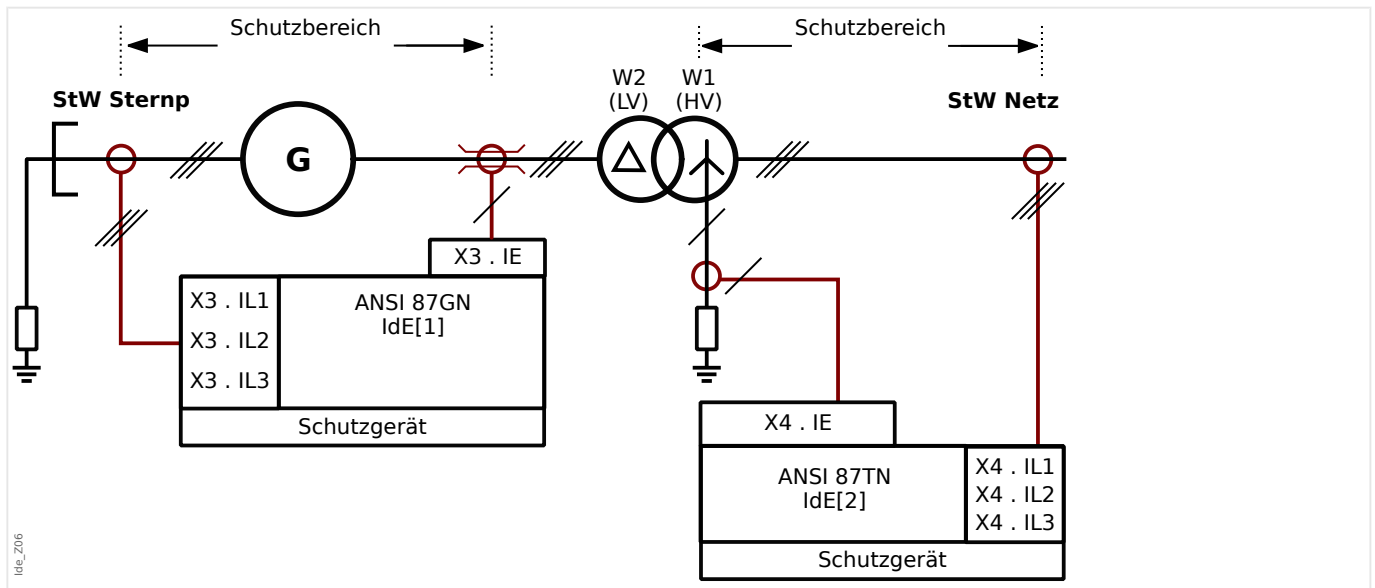 Schutzbereich
Schutzbereich
W2
(LV)
W1
(HV)
StW Sternp
StW Netz
G
X3 . IE
X3 . IL1
X3 . IL2
X3 . IL3
ANSI 87GN
IdE[1]
Schutzgerät
X4 . IE
ANSI 87TN
IdE[2]
X4 . IL1
X4 . IL2
X4 . IL3
Schutzgerät
Ide_Z06